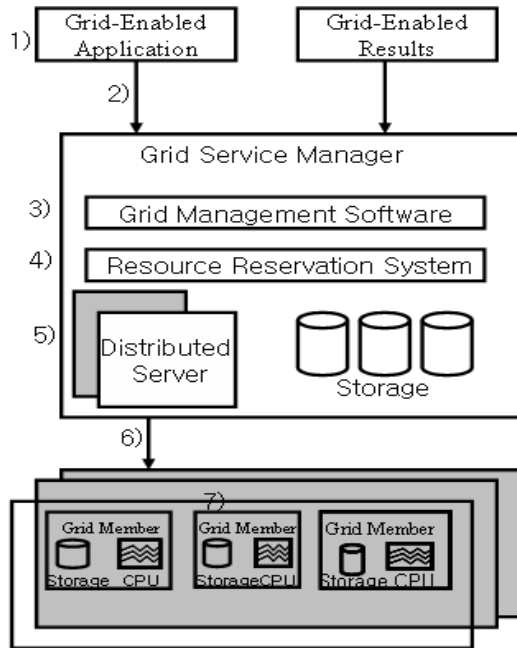 1)
Grid-Enabled
Application
Grid-Enabled
Results
2)
Grid Service Manager
3)
Grid Management Software
4)
Resource Reservation System
5)
Distributed
Server
Storage
6)
7)
Grid Member
Storage CPU
Grid Member
StorageCPU
Grid Member
Storage CPU